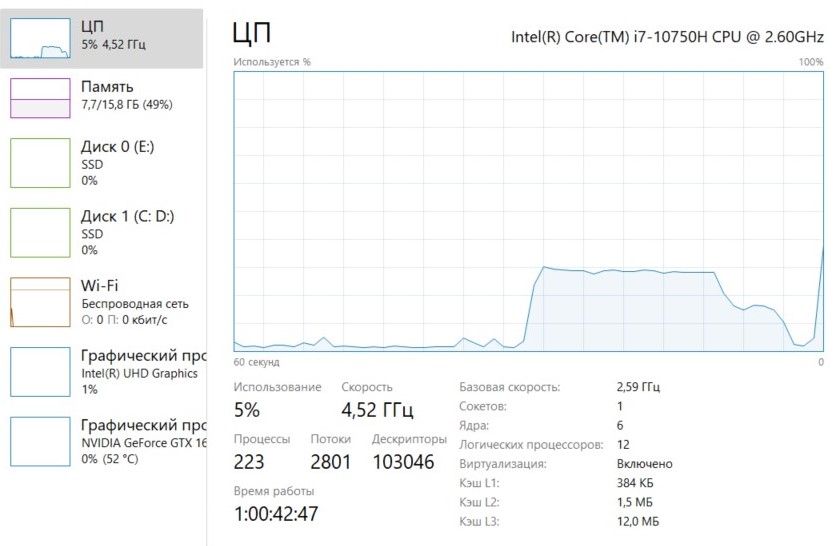 ЦП
5% 4,52 ГГц
Память
7,7/15,8 ГБ (49%)
Диск 0 (E:)
SSD
0%
Диск 1 (C: D:)
SSD
0%
Wi-Fi
Беспроводная сеть
О: 0 П: 0 кбит/с
Графический прс
Intel(R) UHD Graphics
1%
Графический прс
NVIDIA GeForce GTX 16
0% (52 °C)
ЦП
Intel(R) Core(TM) i7-10750H CPU @ 2.60GHz
Используется %
100%
60 секунд
0
Использование
Скорость
5%
4,52 ГГц
Процессы
Потоки
Дескрипторы
223
2801
103046
Время работы
1:00:42:47
Базовая скорость: 2,59 ГГц
Сокетов: 1
Ядра: 6
Логических процессоров: 12
Виртуализация: Включено
Кэш L1: 384 КБ
Кэш L2: 1,5 МБ
Кэш L3: 12,0 МБ